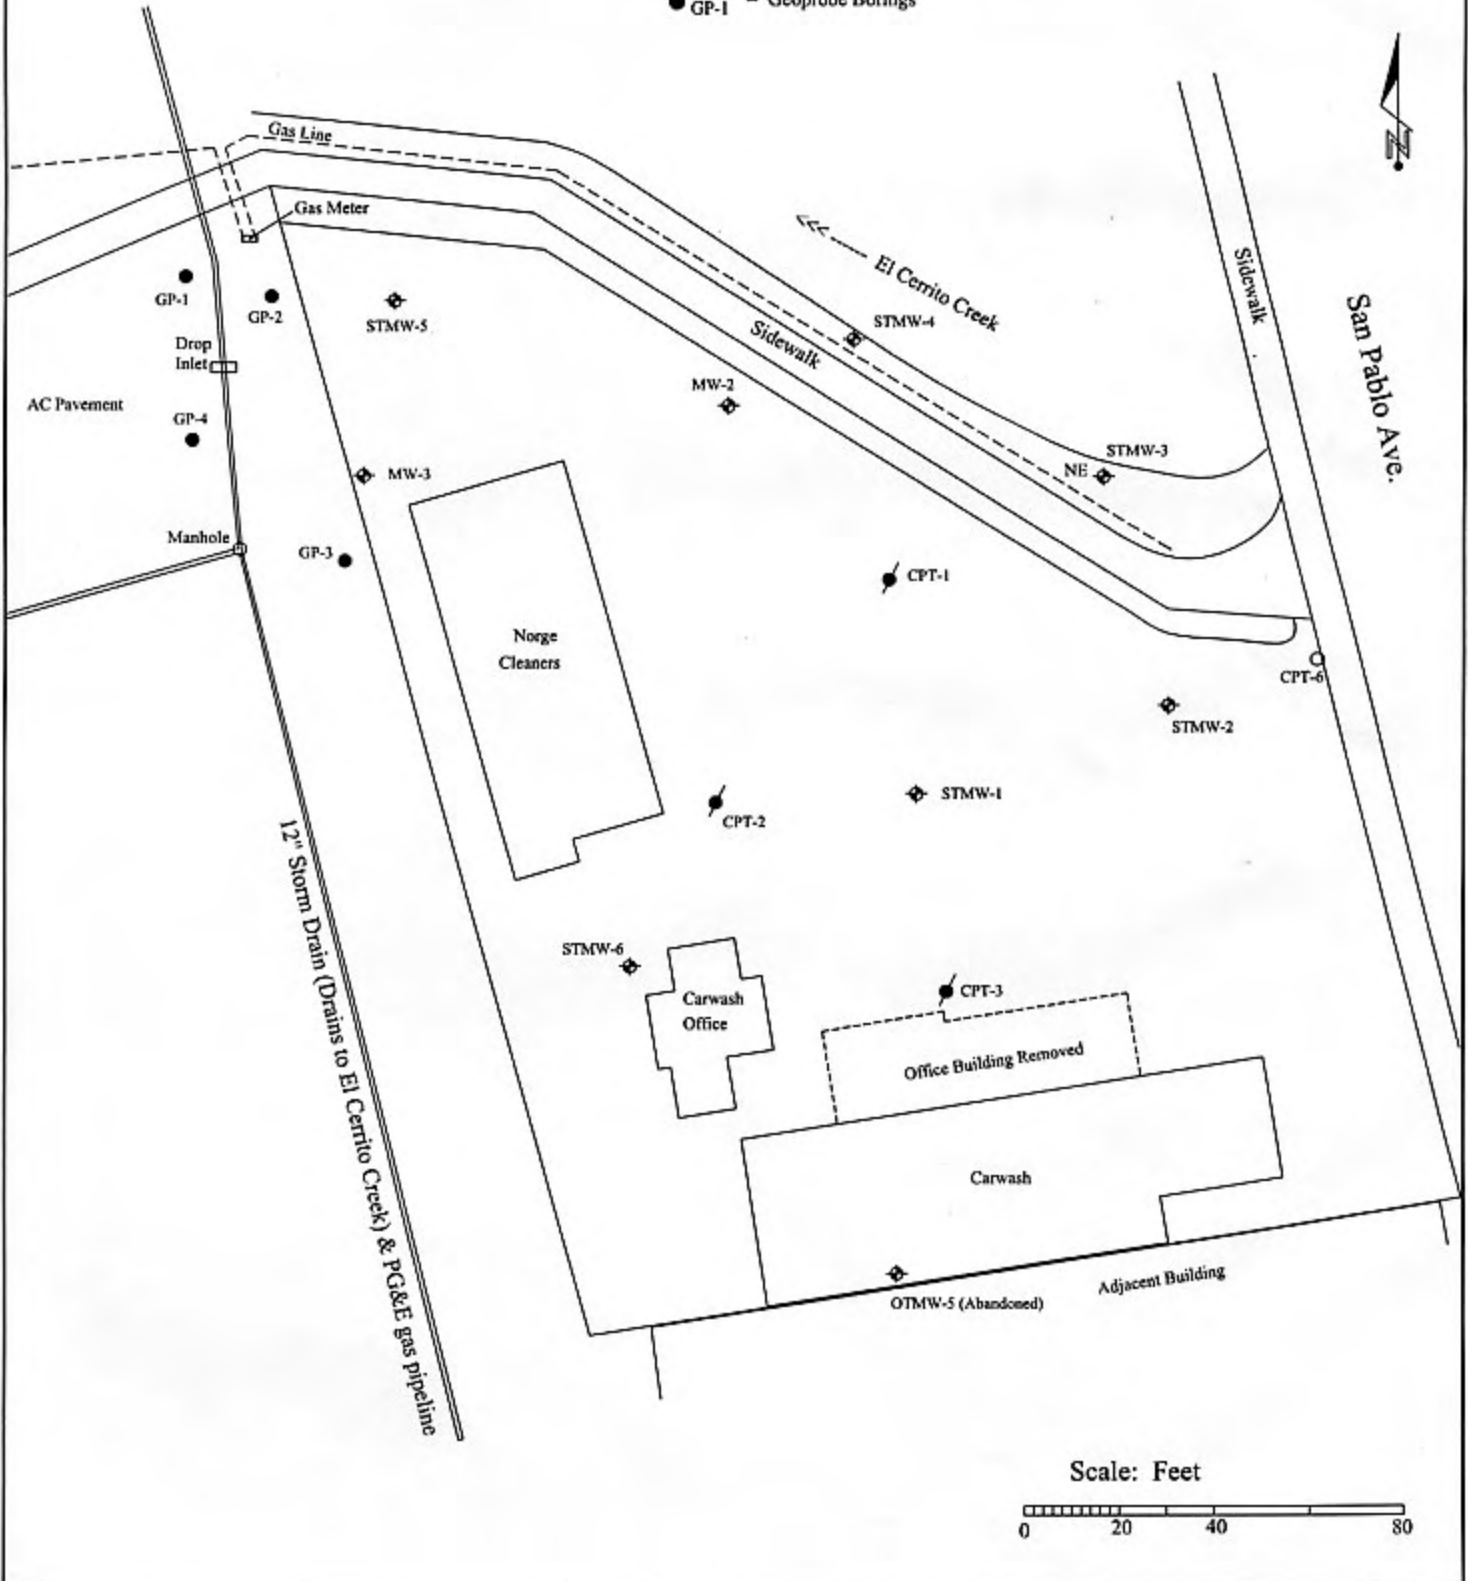 GP-1 = Geoprobe Borings
N
Gas Line
Gas Meter
El Cerrito Creek
Sidewalk
San Pablo Ave.
GP-1
GP-2
STMW-5
STMW-4
Sidewalk
Drop
Inlet
MW-2
AC Pavement
GP-4
STMW-3
NE
MW-3
Manhole
GP-3
CPT-1
Norge
Cleaners
CPT-6
STMW-2
STMW-1
CPT-2
12" Storm Drain (Drains to El Cerrito Creek) & PG&E gas pipeline
STMW-6
Carwash
Office
CPT-3
Office Building Removed
Carwash
OTMW-5 (Abandoned)
Adjacent Building
Scale: Feet
0 20 40 80